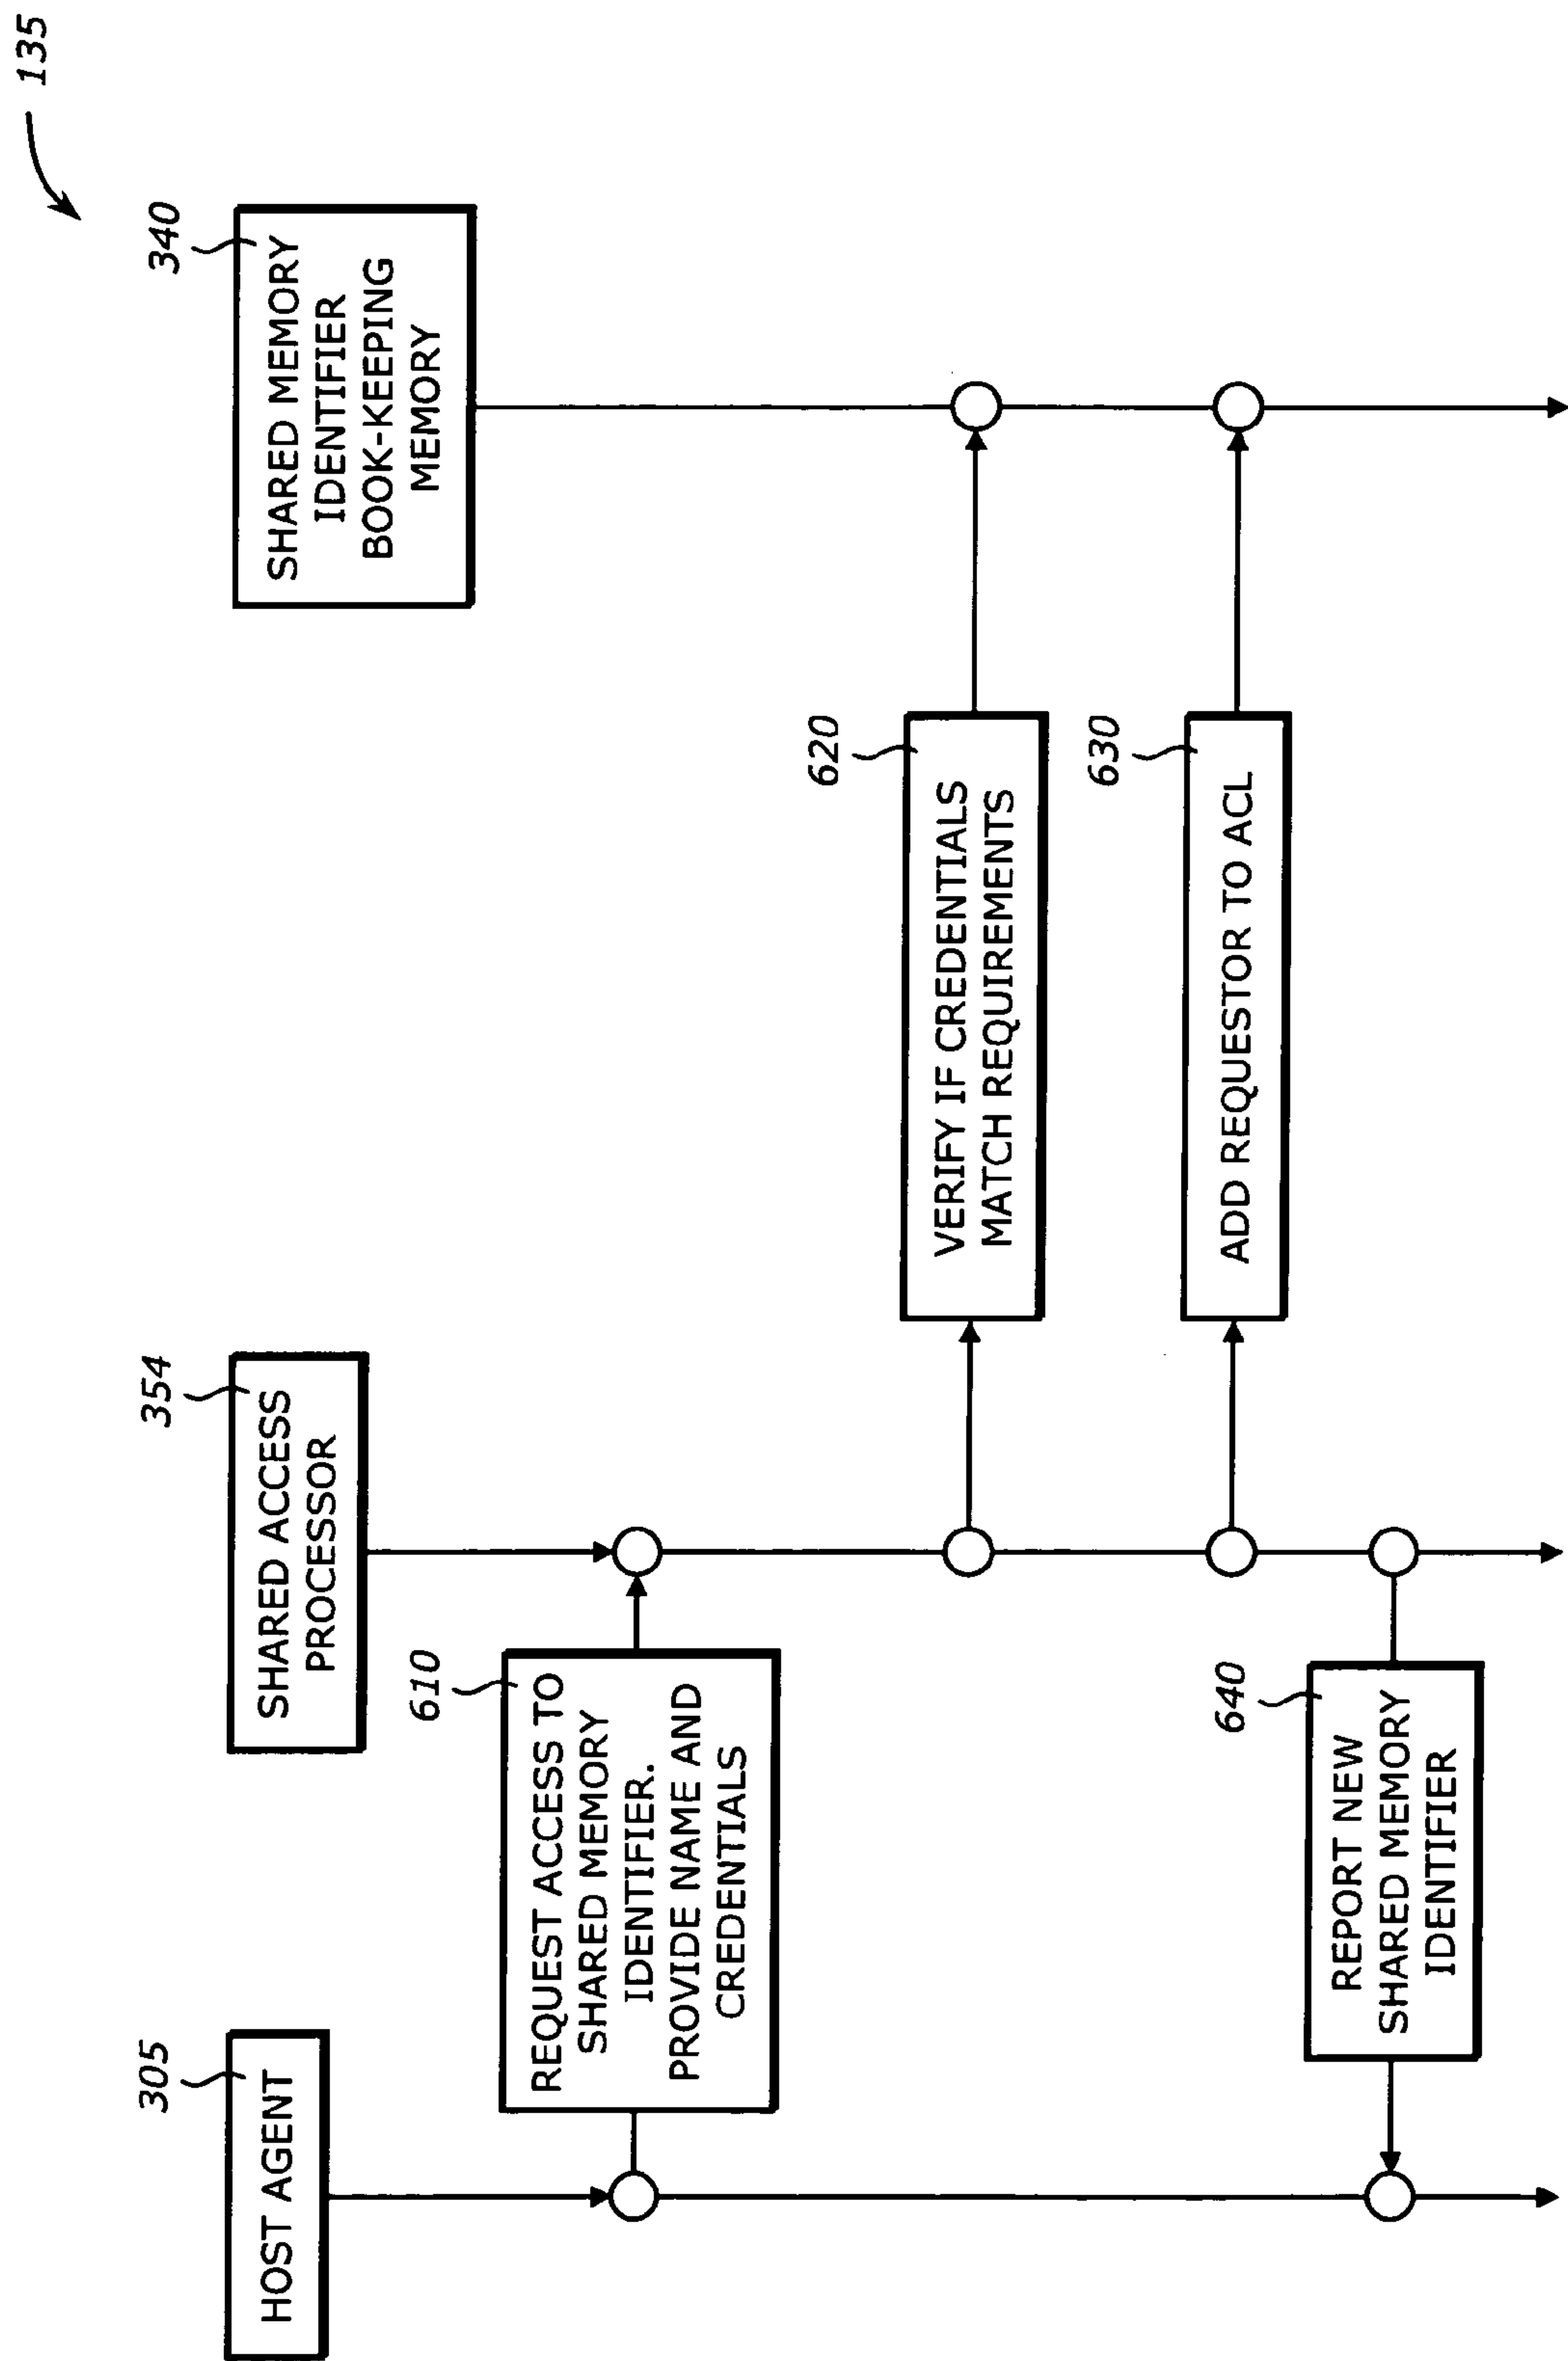 135
305
HOST AGENT
354
SHARED ACCESS
PROCESSOR
340
SHARED MEMORY
IDENTIFIER
BOOK-KEEPING
MEMORY
610
REQUEST ACCESS TO
SHARED MEMORY
IDENTIFIER.
PROVIDE NAME AND
CREDENTIALS
620
VERIFY IF CREDENTIALS
MATCH REQUIREMENTS
630
ADD REQUESTOR TO ACL
640
REPORT NEW
SHARED MEMORY
IDENTIFIER